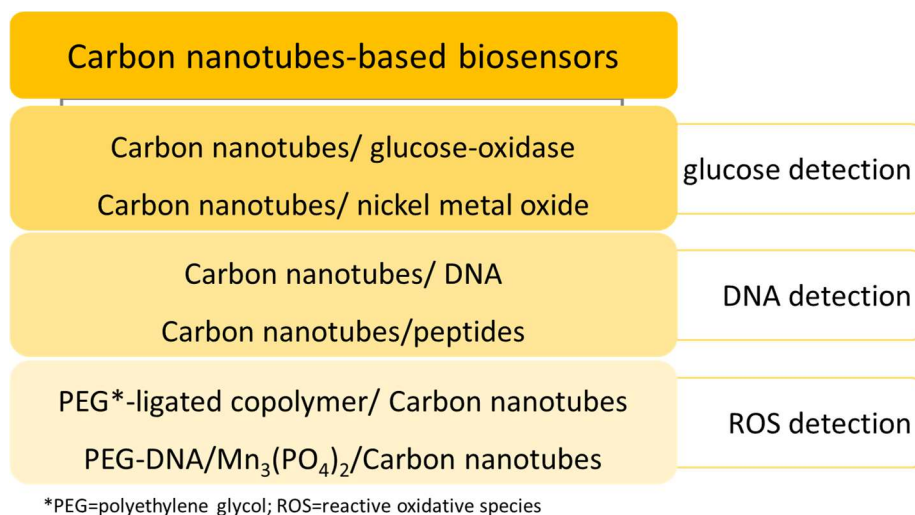 Carbon nanotubes-based biosensors
Carbon nanotubes/ glucose-oxidase
Carbon nanotubes/ nickel metal oxide
glucose detection
Carbon nanotubes/ DNA
Carbon nanotubes/peptides
DNA detection
PEG*-ligated copolymer/ Carbon nanotubes
PEG-DNA/Mn₃(PO₄)₂/Carbon nanotubes
ROS detection
*PEG=polyethylene glycol; ROS=reactive oxidative species